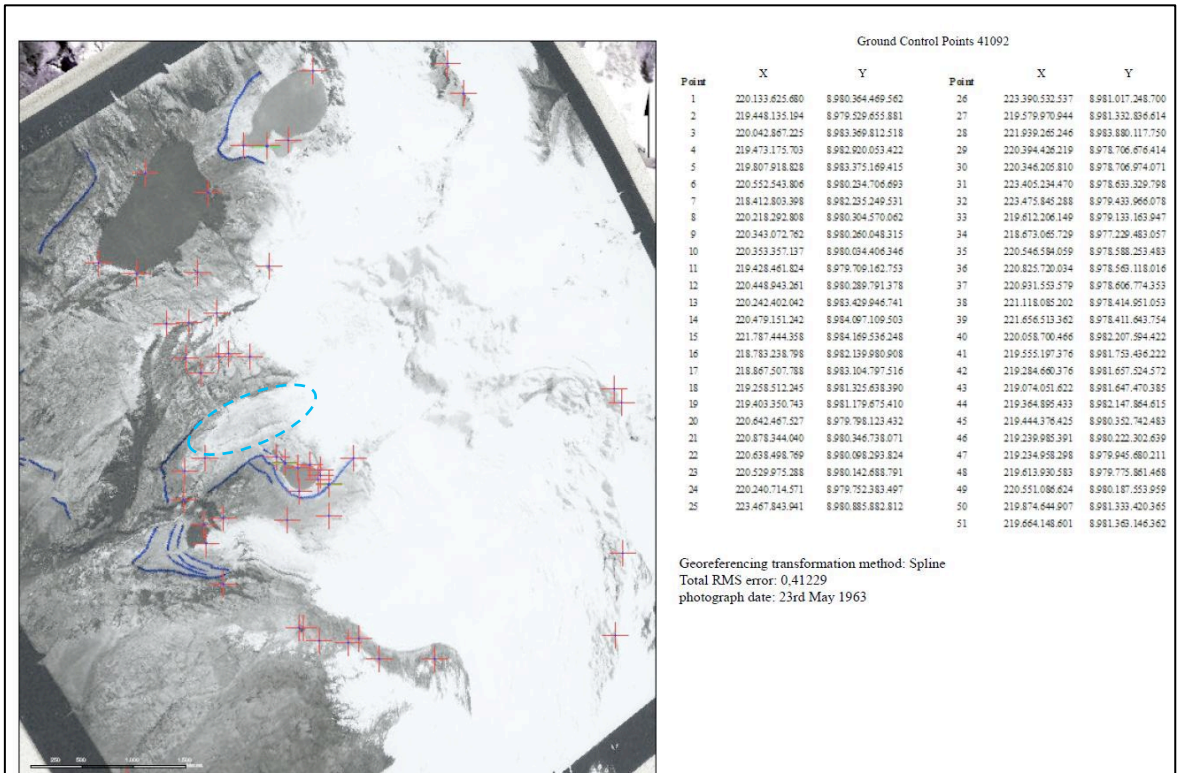 Ground Control Points 41092
Point X Y Point X Y
1 220.133.625.680 8.980.364.469.562 26 223.390.532.537 8.981.017.248.700
2 219.448.135.194 8.979.529.655.881 27 219.579.970.944 8.981.332.836.614
3 220.042.867.225 8.983.369.812.518 28 221.939.265.246 8.983.880.117.750
4 219.473.175.703 8.982.920.053.422 29 220.394.426.219 8.978.706.676.414
5 219.807.918.828 8.983.375.169.415 30 220.346.205.810 8.978.706.974.071
6 220.552.543.806 8.980.234.706.693 31 223.405.234.470 8.978.633.329.798
7 218.412.803.398 8.982.235.249.531 32 223.475.845.288 8.979.433.966.078
8 220.218.292.808 8.980.304.570.062 33 219.612.206.149 8.979.133.163.947
9 220.343.072.762 8.980.260.048.315 34 218.673.065.729 8.977.229.483.057
10 220.353.357.137 8.980.034.406.346 35 220.546.584.059 8.978.588.253.483
11 219.428.461.824 8.979.709.162.753 36 220.825.720.034 8.978.563.118.016
12 220.448.943.261 8.980.289.791.378 37 220.931.553.579 8.978.606.774.353
13 220.242.402.042 8.983.429.946.741 38 221.118.085.202 8.978.414.951.053
14 220.479.151.242 8.984.097.109.503 39 221.656.513.362 8.978.411.643.754
15 221.787.444.358 8.984.169.536.248 40 220.058.700.466 8.982.207.594.422
16 218.783.238.798 8.982.139.980.908 41 219.555.197.376 8.981.753.436.222
17 218.867.507.788 8.983.104.797.516 42 219.284.660.376 8.981.657.524.572
18 219.258.512.245 8.981.325.638.390 43 219.074.051.622 8.981.647.470.385
19 219.403.350.743 8.981.179.675.410 44 219.364.895.433 8.982.147.864.615
20 220.642.467.527 8.979.798.123.432 45 219.444.376.425 8.980.352.742.483
21 220.878.344.040 8.980.346.738.071 46 219.239.985.391 8.980.222.302.639
22 220.638.498.769 8.980.098.293.824 47 219.234.958.298 8.979.945.680.211
23 220.529.975.288 8.980.142.688.791 48 219.613.930.583 8.979.775.861.468
24 220.240.714.571 8.979.752.383.497 49 220.551.086.624 8.980.187.553.959
25 223.467.843.941 8.980.885.882.812 50 219.874.644.907 8.981.333.420.365
51 219.664.148.601 8.981.363.146.362
Georeferencing transformation method: Spline
Total RMS error: 0,41229
photograph date: 23rd May 1963
250 500 1.000 1.500